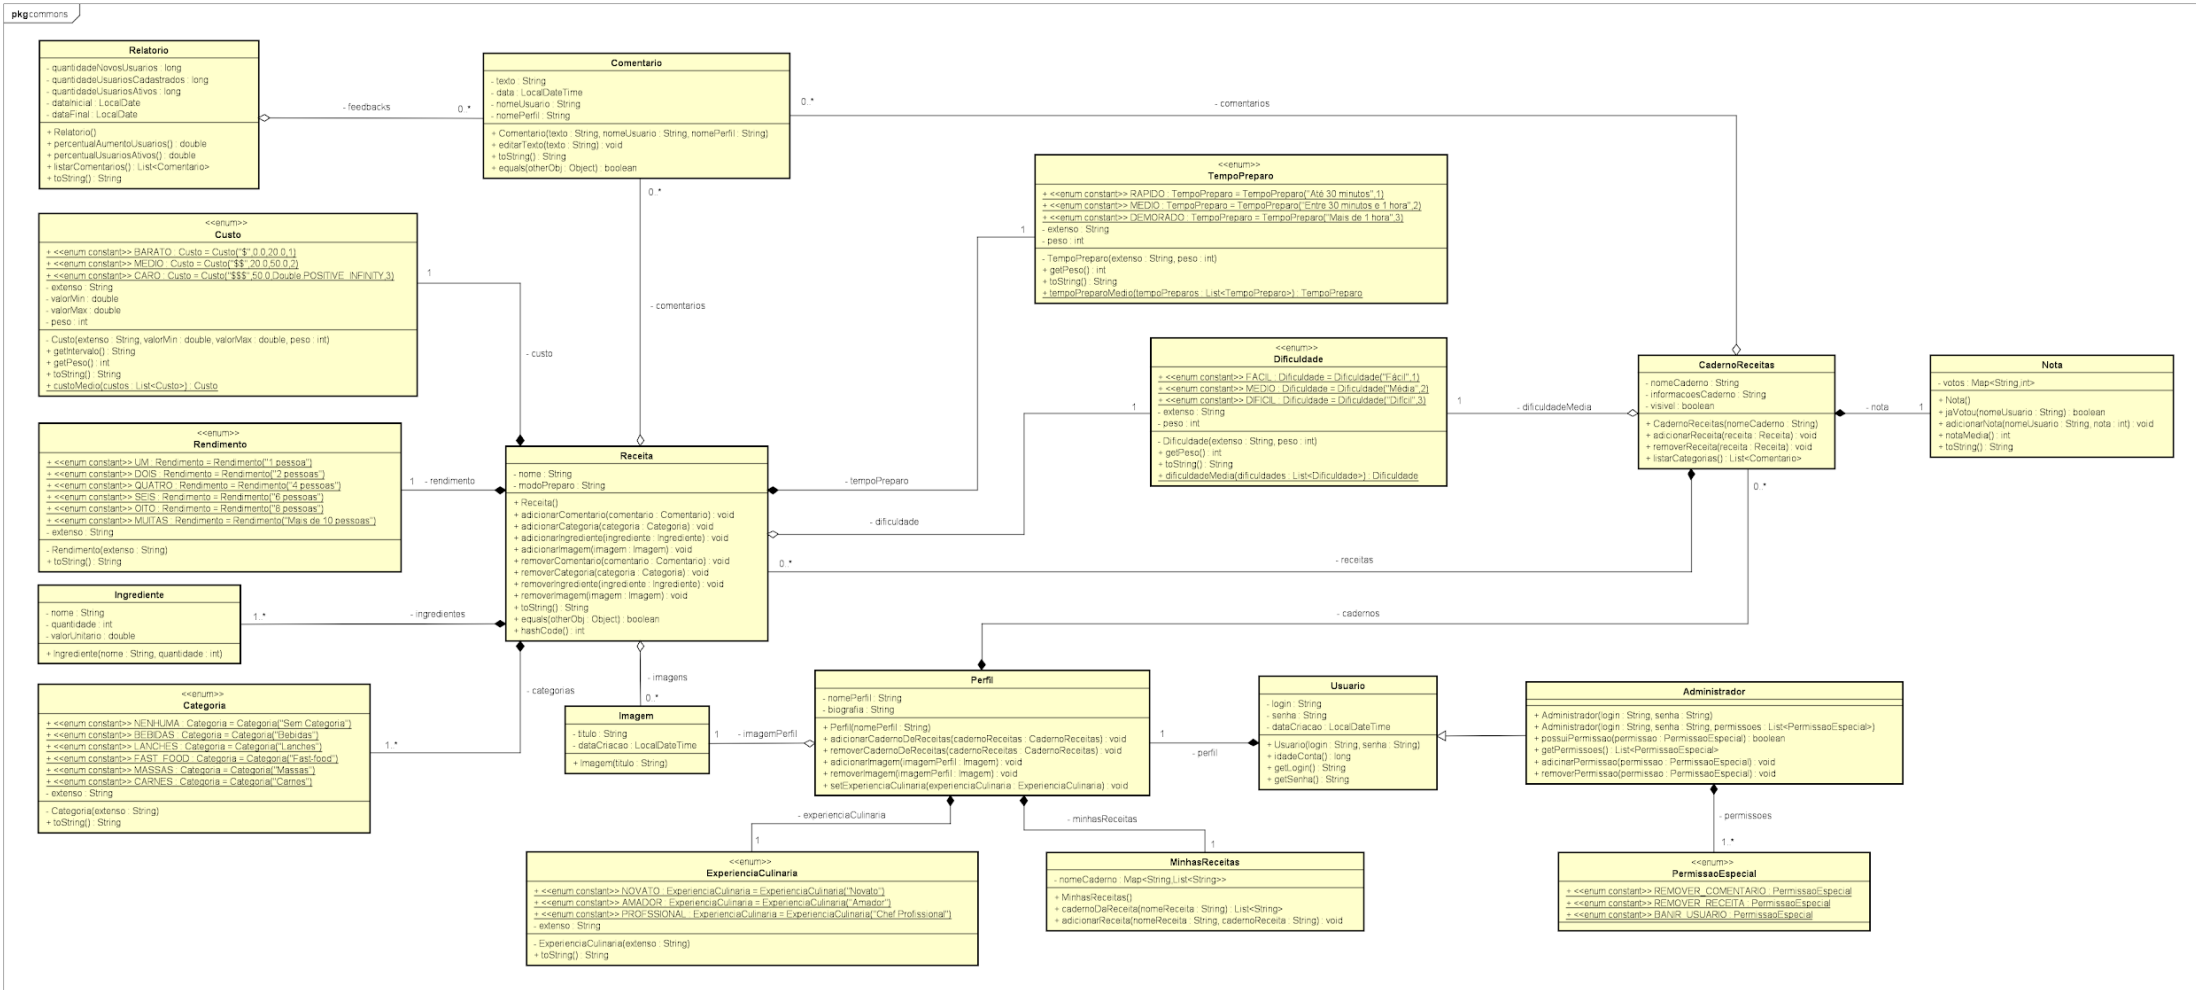 pkg commons
Relatorio
- quantidadeNovosUsuarios : long
- quantidadeUsuariosCadastrados : long
- quantidadeUsuariosAtivos : long
- dataInicial : LocalDate
- dataFinal : LocalDate
+ Relatorio()
+ percentualAumentoUsuarios() : double
+ percentualUsuariosAtivos() : double
+ listarComentarios() : List<Comentario>
+ toString() : String
- feedbacks
0..*
Comentario
- texto : String
- data : LocalDateTime
- nomeUsuario : String
- nomePerfil : String
+ Comentario(texto : String, nomeUsuario : String, nomePerfil : String)
+ editarTexto(texto : String) : void
+ toString() : String
+ equals(otherObj : Object) : boolean
0..*
- comentarios
0..*
- comentarios
<<enum>>
TempoPreparo
+ <<enum constant>> RAPIDO : TempoPreparo = TempoPreparo("Até 30 minutos",1)
+ <<enum constant>> MEDIO : TempoPreparo = TempoPreparo("Entre 30 minutos e 1 hora",2)
+ <<enum constant>> DEMORADO : TempoPreparo = TempoPreparo("Mais de 1 hora",3)
- extenso : String
- peso : int
- TempoPreparo(extenso : String, peso : int)
+ getPeso() : int
+ toString() : String
+ tempoPreparoMedio(tempoPreparos : List<TempoPreparo>) : TempoPreparo
1
- tempoPreparo
<<enum>>
Custo
+ <<enum constant>> BARATO : Custo = Custo("$",0.0,20.0,1)
+ <<enum constant>> MEDIO : Custo = Custo("$$",20.0,50.0,2)
+ <<enum constant>> CARO : Custo = Custo("$$$",50.0,Double.POSITIVE_INFINITY,3)
- extenso : String
- valorMin : double
- valorMax : double
- peso : int
- Custo(extenso : String, valorMin : double, valorMax : double, peso : int)
+ getIntervalo() : String
+ getPeso() : int
+ toString() : String
+ custoMedio(custos : List<Custo>) : Custo
1
- custo
<<enum>>
Dificuldade
+ <<enum constant>> FACIL : Dificuldade = Dificuldade("Fácil",1)
+ <<enum constant>> MEDIO : Dificuldade = Dificuldade("Média",2)
+ <<enum constant>> DIFICIL : Dificuldade = Dificuldade("Difícil",3)
- extenso : String
- peso : int
- Dificuldade(extenso : String, peso : int)
+ getPeso() : int
+ toString() : String
+ dificuldadeMedia(dificuldades : List<Dificuldade>) : Dificuldade
1
- dificuldade
1
- dificuldadeMedia
CadernoReceitas
- nomeCaderno : String
- informacoesCaderno : String
- visivel : boolean
+ CadernoReceitas(nomeCaderno : String)
+ adicionarReceita(receita : Receita) : void
+ removerReceita(receita : Receita) : void
+ listarCategorias() : List<Comentario>
- nota
1
Nota
- votos : Map<String,int>
+ Nota()
+ jaVotou(nomeUsuario : String) : boolean
+ adicionarNota(nomeUsuario : String, nota : int) : void
+ notaMedia() : int
+ notaMedia() : String
<<enum>>
Rendimento
+ <<enum constant>> UM : Rendimento = Rendimento("1 pessoa")
+ <<enum constant>> DOIS : Rendimento = Rendimento("2 pessoas")
+ <<enum constant>> QUATRO : Rendimento = Rendimento("4 pessoas")
+ <<enum constant>> SEIS : Rendimento = Rendimento("6 pessoas")
+ <<enum constant>> OITO : Rendimento = Rendimento("8 pessoas")
+ <<enum constant>> MUITAS : Rendimento = Rendimento("Mais de 10 pessoas")
- extenso : String
- Rendimento(extenso : String)
+ toString() : String
1
- rendimento
Receita
- nome : String
- modoPreparo : String
+ Receita()
+ adicionarComentario(comentario : Comentario) : void
+ adicionarCategoria(categoria : Categoria) : void
+ adicionarIngrediente(ingrediente : Ingrediente) : void
+ adicionarImagem(imagem : Imagem) : void
+ removerComentario(comentario : Comentario) : void
+ removerCategoria(categoria : Categoria) : void
+ removerIngrediente(ingrediente : Ingrediente) : void
+ removerImagem(imagem : Imagem) : void
+ toString() : String
+ equals(otherObj : Object) : boolean
+ hashCode() : int
0..*
- receitas
0..*
- cadernos
Ingrediente
- nome : String
- quantidade : int
- valorUnitario : double
+ Ingrediente(nome : String, quantidade : int)
1..*
- ingredientes
<<enum>>
Categoria
+ <<enum constant>> NENHUMA : Categoria = Categoria("Sem Categoria")
+ <<enum constant>> BEBIDAS : Categoria = Categoria("Bebidas")
+ <<enum constant>> LANCHES : Categoria = Categoria("Lanches")
+ <<enum constant>> FAST_FOOD : Categoria = Categoria("Fast-food")
+ <<enum constant>> MASSAS : Categoria = Categoria("Massas")
+ <<enum constant>> CARNES : Categoria = Categoria("Carnes")
- extenso : String
- Categoria(extenso : String)
+ toString() : String
1..*
- categorias
- imagens
0..*
Imagem
- titulo : String
- dataCriacao : LocalDateTime
+ Imagem(titulo : String)
1
- imagemPerfil
Perfil
- nomePerfil : String
- biografia : String
+ Perfil(nomePerfil : String)
+ adicionarCadernoDeReceitas(cadernoReceitas : CadernoReceitas) : void
+ removerCadernoDeReceitas(cadernoReceitas : CadernoReceitas) : void
+ adicionarImagem(imagemPerfil : Imagem) : void
+ removerImagem(imagemPerfil : Imagem) : void
+ setExperienciaCulinaria(experienciaCulinaria : ExperienciaCulinaria) : void
1
- perfil
Usuario
- login : String
- senha : String
- dataCriacao : LocalDateTime
+ Usuario(login : String, senha : String)
+ idadeConta() : long
+ getLogin() : String
+ getSenha() : String
Administrador
+ Administrador(login : String, senha : String)
+ Administrador(login : String, senha : String, permissoes : List<PermissaoEspecial>)
+ possuiPermissao(permissao : PermissaoEspecial) : boolean
+ getPermissoes() : List<PermissaoEspecial>
+ adicinarPermissao(permissao : PermissaoEspecial) : void
+ removerPermissao(permissao : PermissaoEspecial) : void
- permissoes
1..*
- experienciaCulinaria
1
- minhasReceitas
1
<<enum>>
ExperienciaCulinaria
+ <<enum constant>> NOVATO : ExperienciaCulinaria = ExperienciaCulinaria("Novato")
+ <<enum constant>> AMADOR : ExperienciaCulinaria = ExperienciaCulinaria("Amador")
+ <<enum constant>> PROFSSIONAL : ExperienciaCulinaria = ExperienciaCulinaria("Chef Profissional")
- extenso : String
- ExperienciaCulinaria(extenso : String)
+ toString() : String
MinhasReceitas
- nomeCaderno : Map<String,List<String>>
+ MinhasReceitas()
+ cadernoDaReceita(nomeReceita : String) : List<String>
+ adicionarReceita(nomeReceita : String, cadernoReceita : String) : void
<<enum>>
PermissaoEspecial
+ <<enum constant>> REMOVER_COMENTARIO : PermissaoEspecial
+ <<enum constant>> REMOVER_RECEITA : PermissaoEspecial
+ <<enum constant>> BANIR_USUARIO : PermissaoEspecial